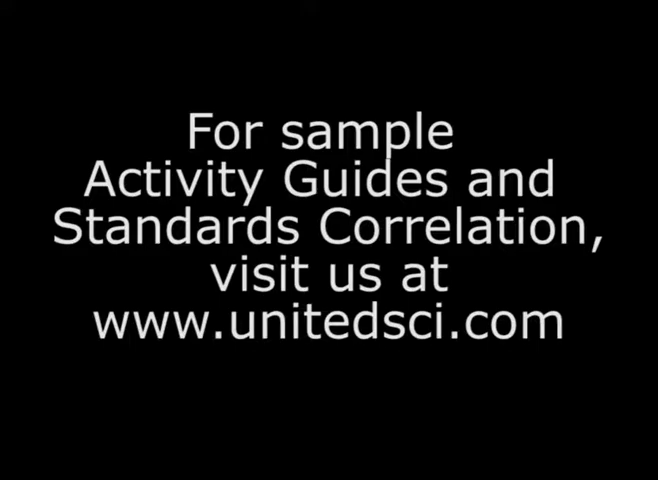 For sample
Activity Guides and
Standards Correlation,
visit us at
www.unitedsci.com